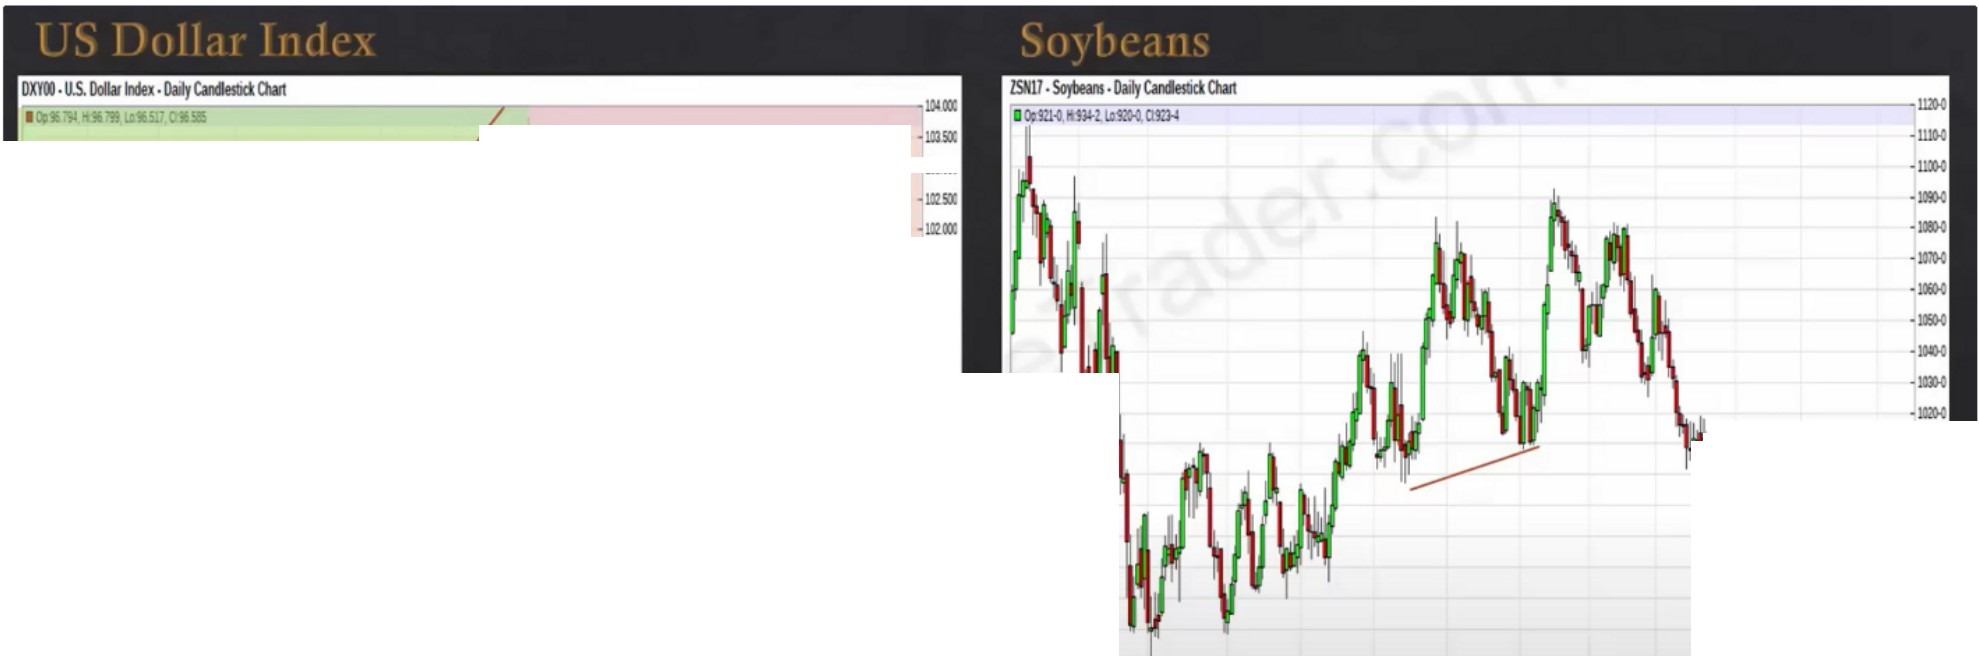 US Dollar Index
DXY00 - U.S. Dollar Index - Daily Candlestick Chart
Op:96.794, Hi:96.799, Lo:96.517, Cl:96.585
104.000
103.500
102.500
102.000
Soybeans
ZSN17 - Soybeans - Daily Candlestick Chart
Op:921-0, Hi:934-2, Lo:920-0, Cl:923-4
1120-0
1110-0
1100-0
1090-0
1080-0
1070-0
1060-0
1050-0
1040-0
1030-0
1020-0
eTrader.com